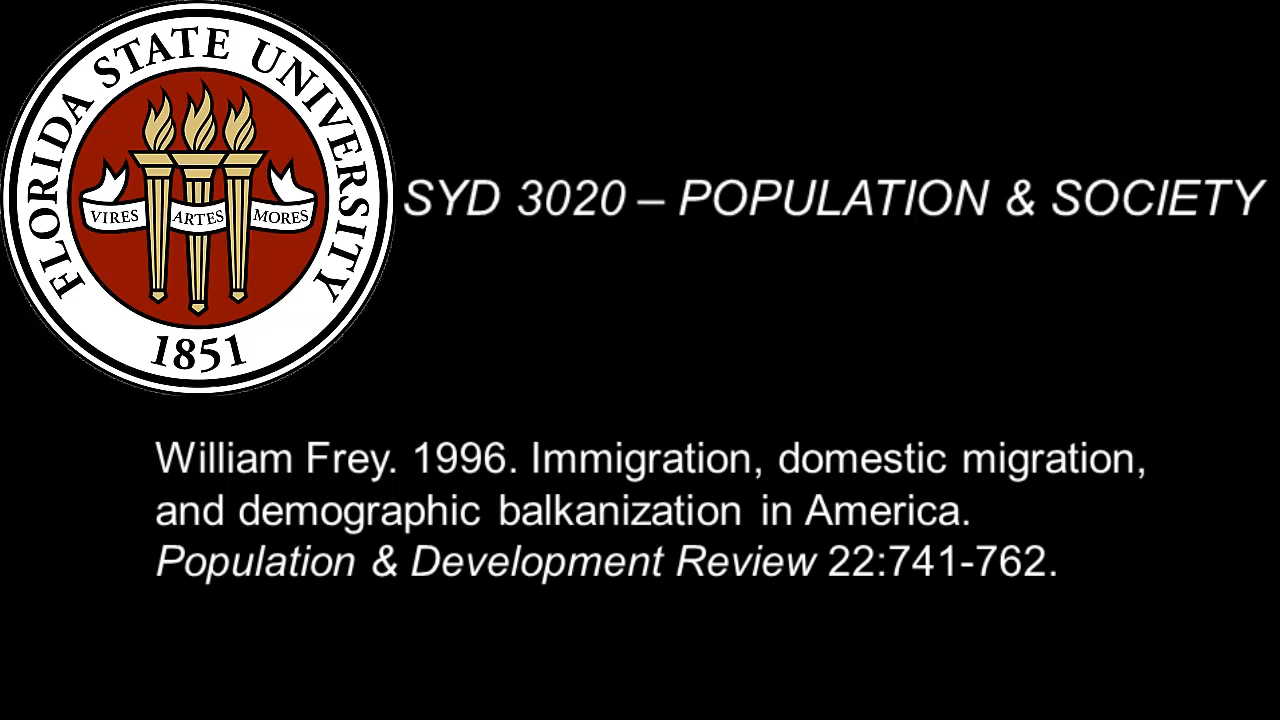 FLORIDA STATE UNIVERSITY
VIRES ARTES MORES
1851
SYD 3020 – POPULATION & SOCIETY
William Frey. 1996. Immigration, domestic migration,
and demographic balkanization in America.
Population & Development Review 22:741-762.